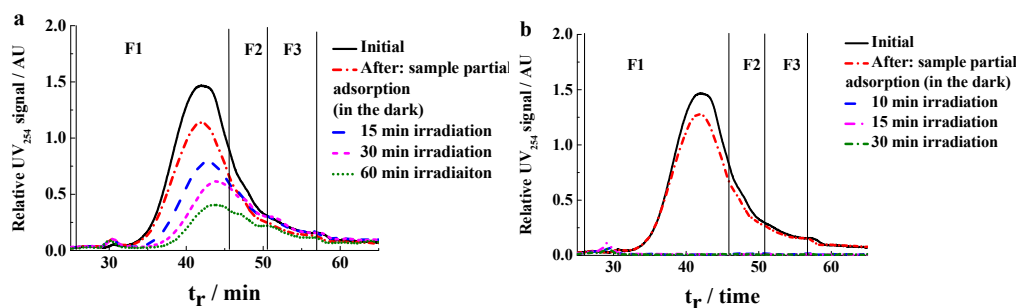 a
2.0
1.5
1.0
0.5
0.0
Relative UV254 signal / AU
F1
F2
F3
Initial
After: sample partial
adsorption
(in the dark)
15 min irradiation
30 min irradiation
60 min irradiaiton
30
40
50
60
tr / min
b
2.0
1.5
1.0
0.5
0.0
Relative UV254 signal / AU
F1
F2
F3
Initial
After: sample partial
adsorption (in the dark)
10 min irradiation
15 min irradiation
30 min irradiation
30
40
50
60
tr / time